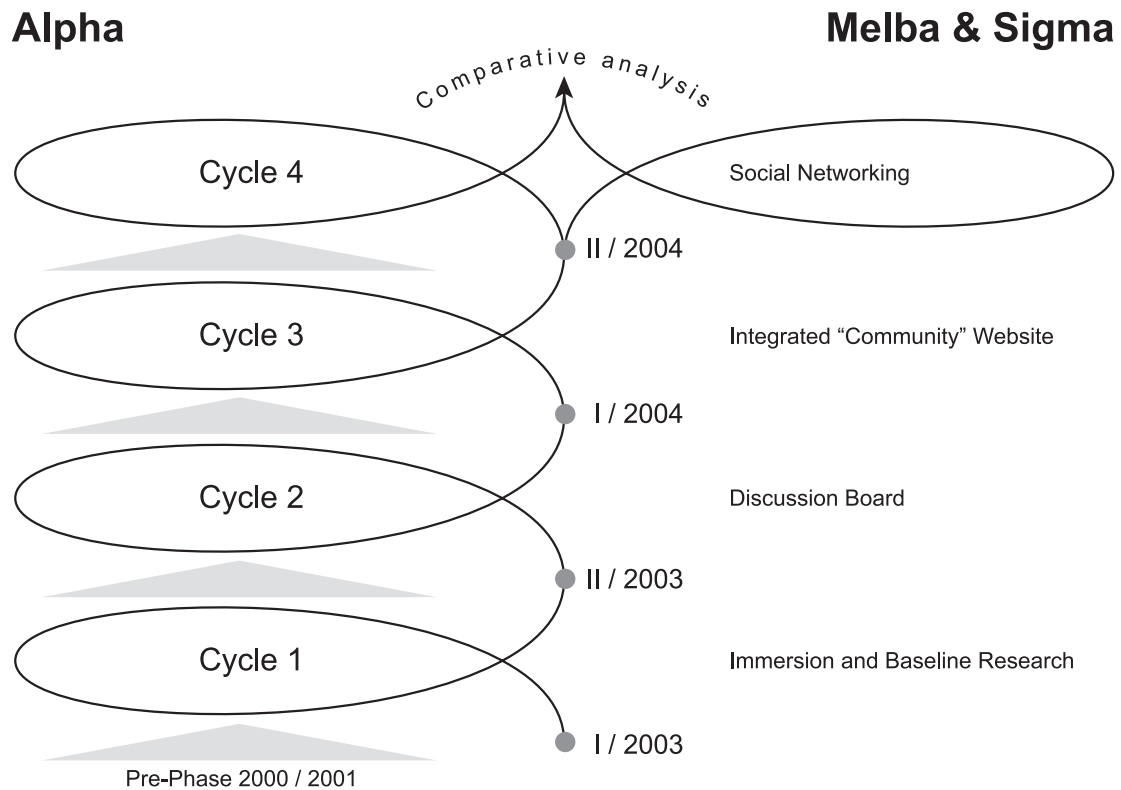 Alpha
Melba & Sigma
Comparative analysis
Cycle 4
Social Networking
II / 2004
Cycle 3
Integrated “Community” Website
I / 2004
Cycle 2
Discussion Board
II / 2003
Cycle 1
Immersion and Baseline Research
I / 2003
Pre-Phase 2000 / 2001